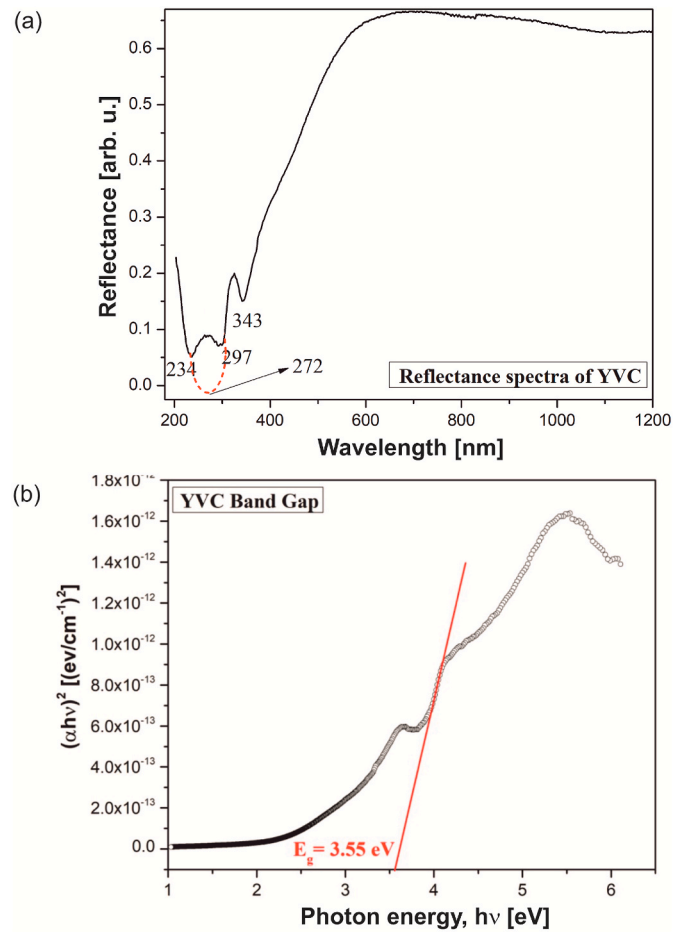 (a)
0.6
0.5
0.4
0.3
0.2
0.1
0.0
Reflectance [arb. u.]
343
234
297
272
Reflectance spectra of YVC
200 400 600 800 1000 1200
Wavelength [nm]
(b)
1.8x10⁻¹²
YVC Band Gap
1.6x10⁻¹²
1.4x10⁻¹²
1.2x10⁻¹²
1.0x10⁻¹²
8.0x10⁻¹³
6.0x10⁻¹³
4.0x10⁻¹³
2.0x10⁻¹³
0.0
(αhν)² [(ev/cm⁻¹)²]
E_g= 3.55 eV
1 2 3 4 5 6
Photon energy, hν [eV]